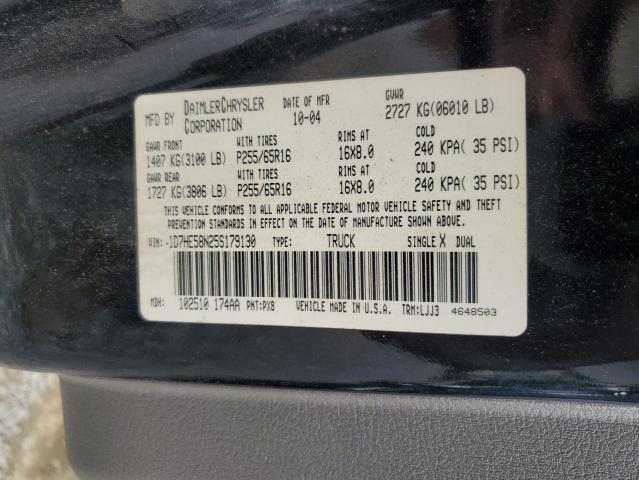 MFD BY DAIMLERCHRYSLER CORPORATION DATE OF MFR 10-04 GVWR 2727 KG(06010 LB)
GAWR FRONT WITH TIRES RIMS AT COLD
1407 KG(3100 LB) P255/65R16 16X8.0 240 KPA( 35 PSI)
GAWR REAR WITH TIRES RIMS AT COLD
1727 KG(3806 LB) P255/65R16 16X8.0 240 KPA( 35 PSI)
THIS VEHICLE CONFORMS TO ALL APPLICABLE FEDERAL MOTOR VEHICLE SAFETY AND THEFT
PREVENTION STANDARDS IN EFFECT ON THE DATE OF MANUFACTURE SHOWN ABOVE.
VIN: -1D7HE58N25S179130 TYPE: TRUCK SINGLE X DUAL
MDH: 102510 174AA PNT:PX8 VEHICLE MADE IN U.S.A. TRM:LJJ3 4648503